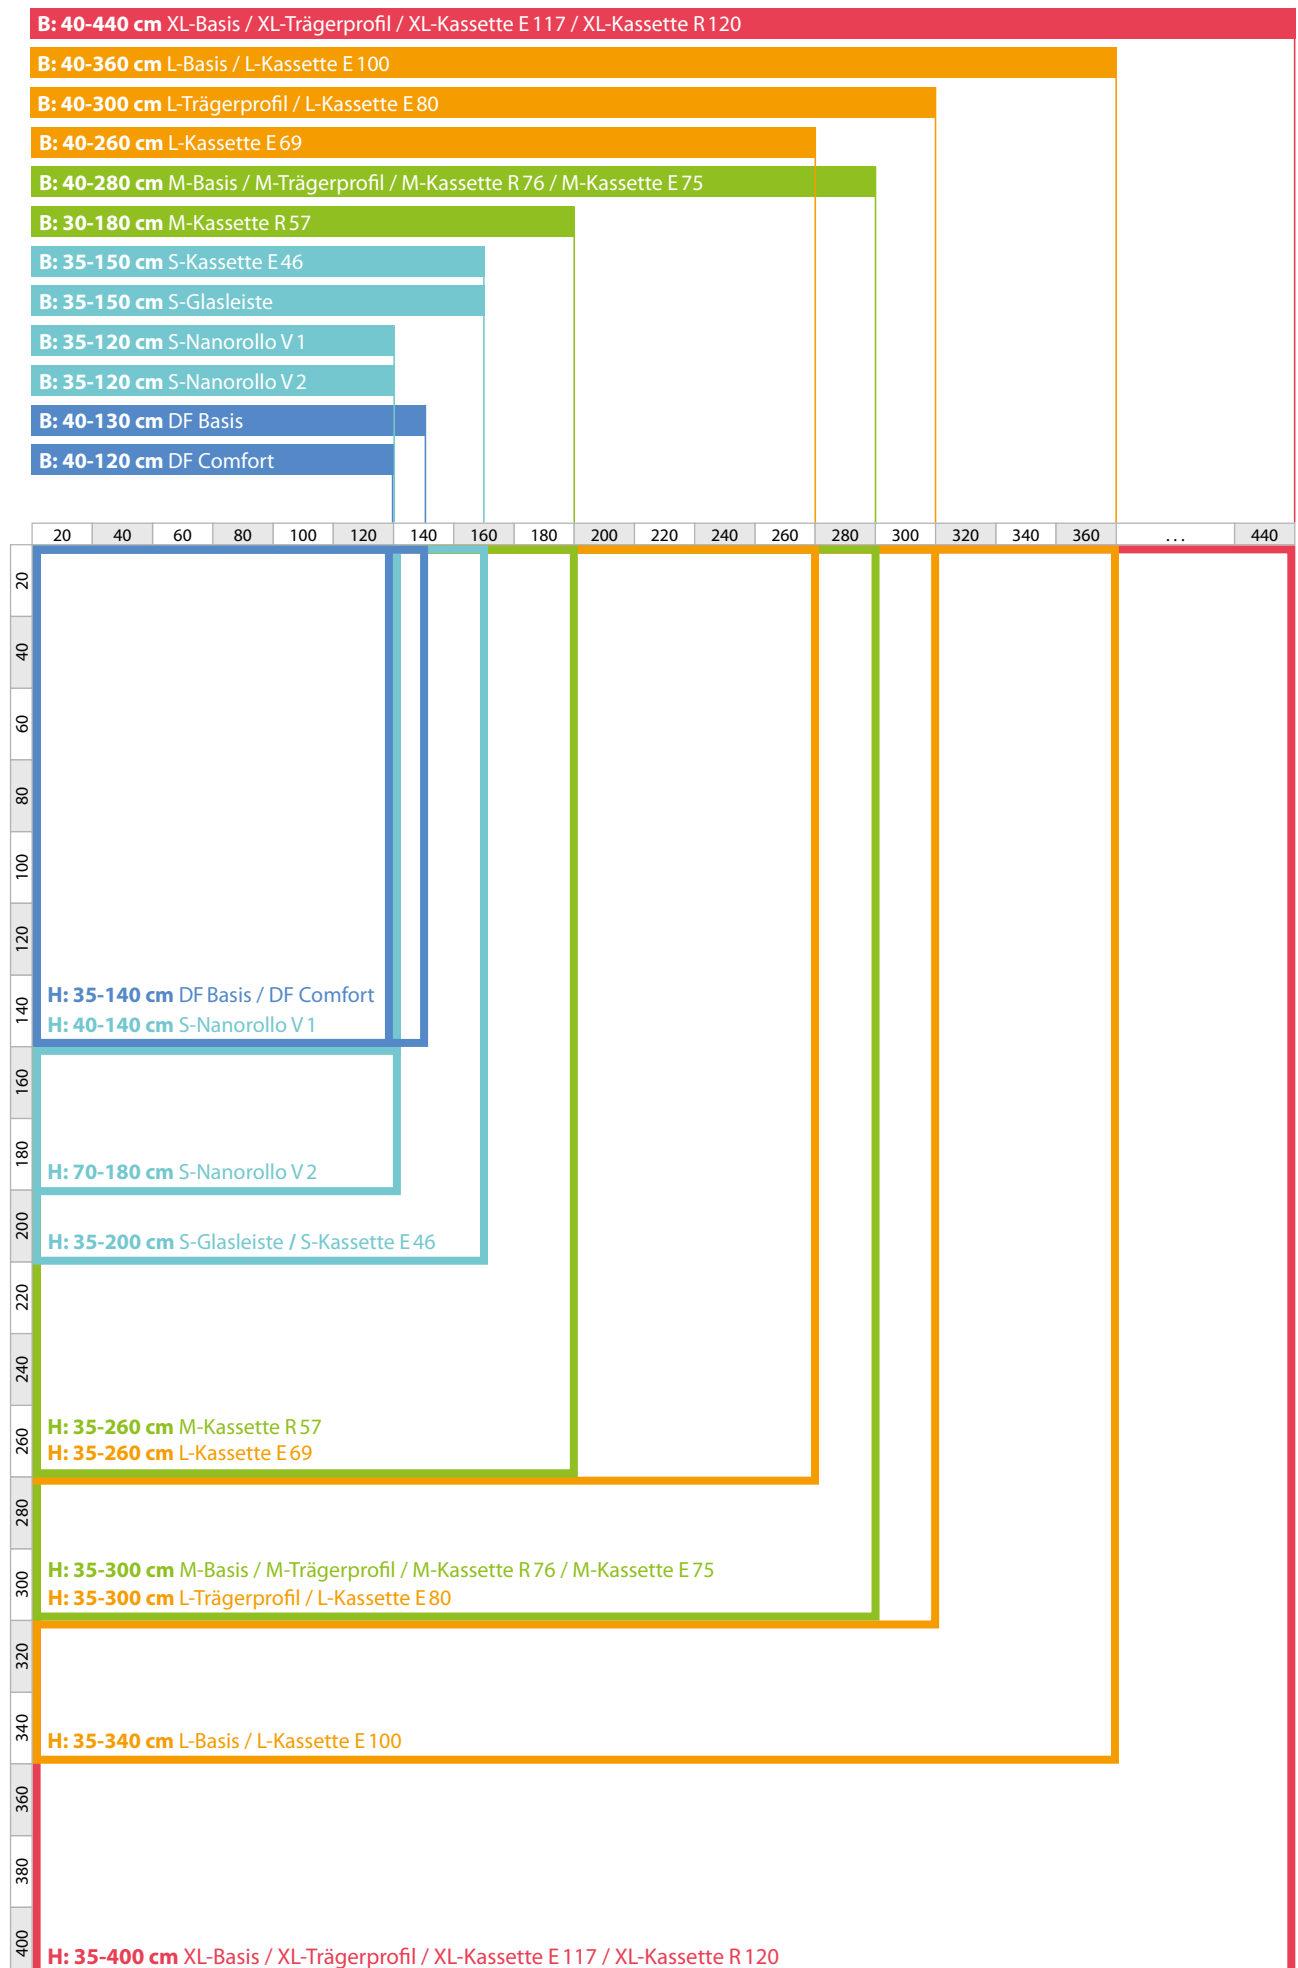 B: 40-440 cm XL-Basis / XL-Trägerprofil / XL-Kassette E 117 / XL-Kassette R 120
B: 40-360 cm L-Basis / L-Kassette E 100
B: 40-300 cm L-Trägerprofil / L-Kassette E 80
B: 40-260 cm L-Kassette E 69
B: 40-280 cm M-Basis / M-Trägerprofil / M-Kassette R 76 / M-Kassette E 75
B: 30-180 cm M-Kassette R 57
B: 35-150 cm S-Kassette E 46
B: 35-150 cm S-Glasleiste
B: 35-120 cm S-Nanorollo V 1
B: 35-120 cm S-Nanorollo V 2
B: 40-130 cm DF Basis
B: 40-120 cm DF Comfort
20 40 60 80 100 120 140 160 180 200 220 240 260 280 300 320 340 360 ... 440
20
40
60
80
100
120
H: 35-140 cm DF Basis / DF Comfort
140
H: 40-140 cm S-Nanorollo V 1
160
180
H: 70-180 cm S-Nanorollo V 2
200
H: 35-200 cm S-Glasleiste / S-Kassette E 46
220
240
H: 35-260 cm M-Kassette R 57
260
H: 35-260 cm L-Kassette E 69
280
H: 35-300 cm M-Basis / M-Trägerprofil / M-Kassette R 76 / M-Kassette E 75
300
H: 35-300 cm L-Trägerprofil / L-Kassette E 80
320
340
H: 35-340 cm L-Basis / L-Kassette E 100
360
380
400
H: 35-400 cm XL-Basis / XL-Trägerprofil / XL-Kassette E 117 / XL-Kassette R 120